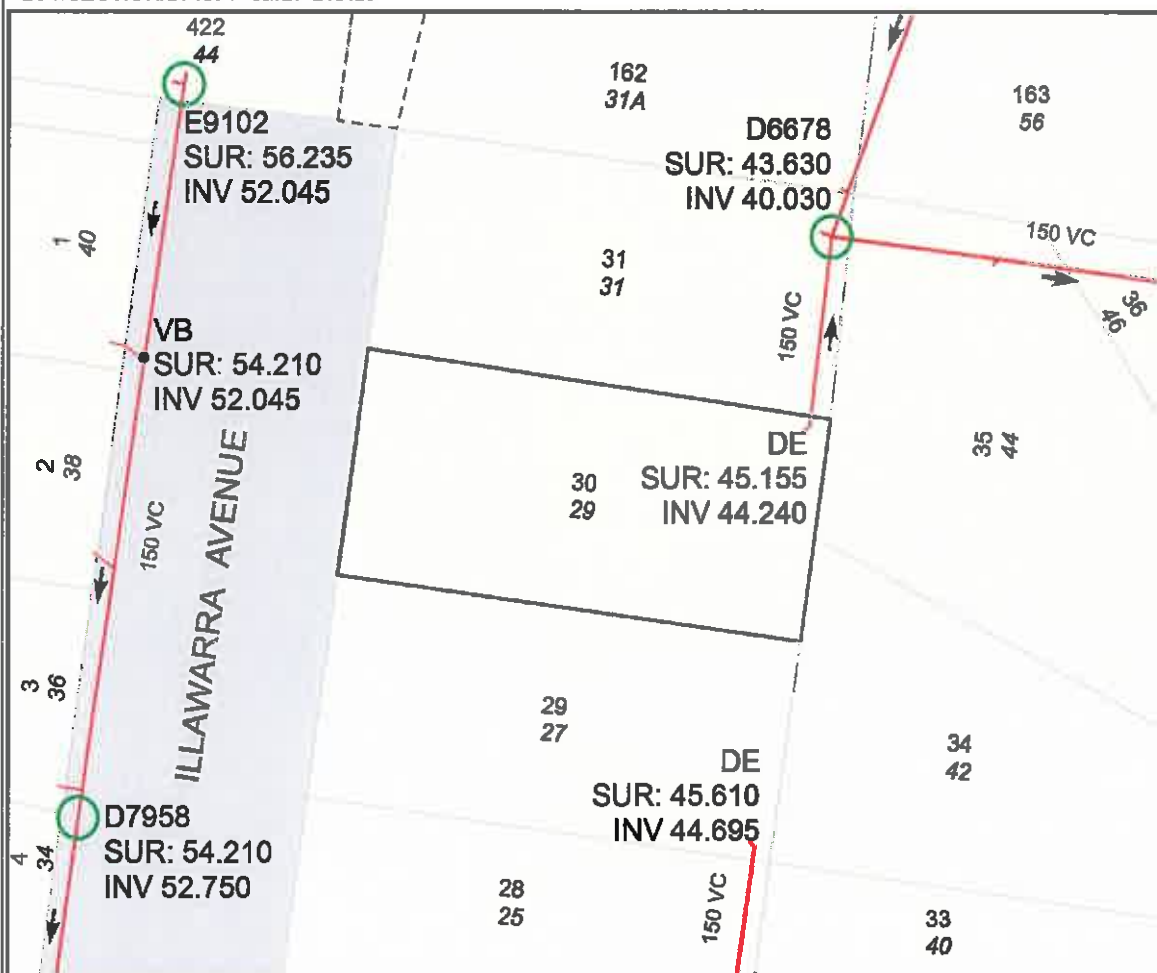 422
44
E9102
SUR: 56.235
INV 52.045
162
31A
163
56
D6678
SUR: 43.630
INV 40.030
150 VC
36
46
1
40
31
31
150 VC
VB
SUR: 54.210
INV 52.045
2
38
150 VC
ILLAWARRA AVENUE
30
29
DE
SUR: 45.155
INV 44.240
35
44
3
36
29
27
34
42
DE
SUR: 45.610
INV 44.695
D7958
SUR: 54.210
INV 52.750
4
34
28
25
150 VC
33
40